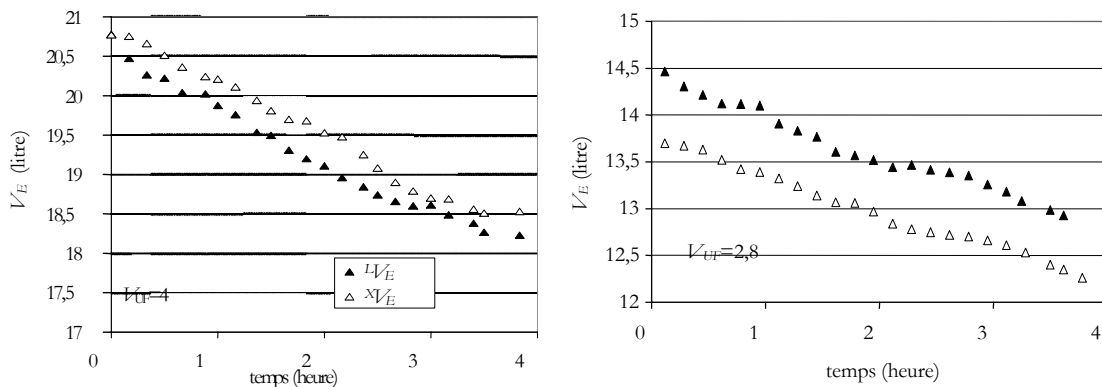 21
20,5
20
19,5
19
18,5
18
17,5
17
V_E (litre)
0 1 2 3 4
temps (heure)
V_UF=4
L V_E
X V_E
15
14,5
14
13,5
13
12,5
12
V_E (litre)
0 1 2 3 4
temps (heure)
V_UF=2,8